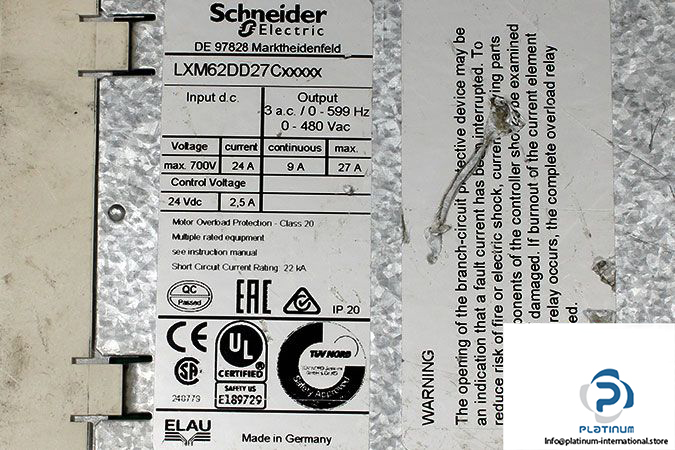 Schneider
Electric
DE 97828 Marktheidenfeld
LXM62DD27Cxxxxx
Input d.c.
Output
3 a.c. / 0 - 599 Hz
0 - 480 Vac
Voltage current continuous max.
max. 700V 24 A 9 A 27 A
Control Voltage
24 Vdc 2,5 A
Motor Overload Protection - Class 20
Multiple rated equipment
see instruction manual
Short Circuit Current Rating: 22 kA
QC
Passed
EAC
IP 20
CE
UL
CERTIFIED
SAFETY US
E189729
SA
248779
TÜV NORD
Safety Approved
ELAU
Made in Germany
WARNING
The opening of the branch-circuit protective device may be
an indication that a fault current has been interrupted. To
reduce risk of fire or electric shock, current
parts
of the controller should be examined
damaged. If burnout of the current element
relay occurs, the complete overload relay
P
PLATINUM
Info@platinum-international.store